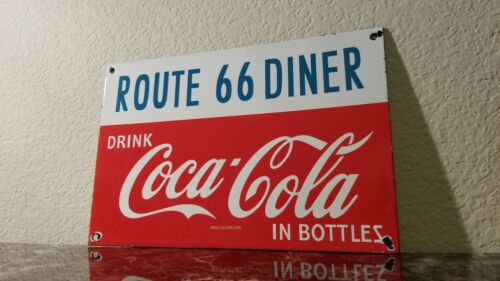 ROUTE 66 DINER
DRINK
Coca-Cola
IN BOTTLES